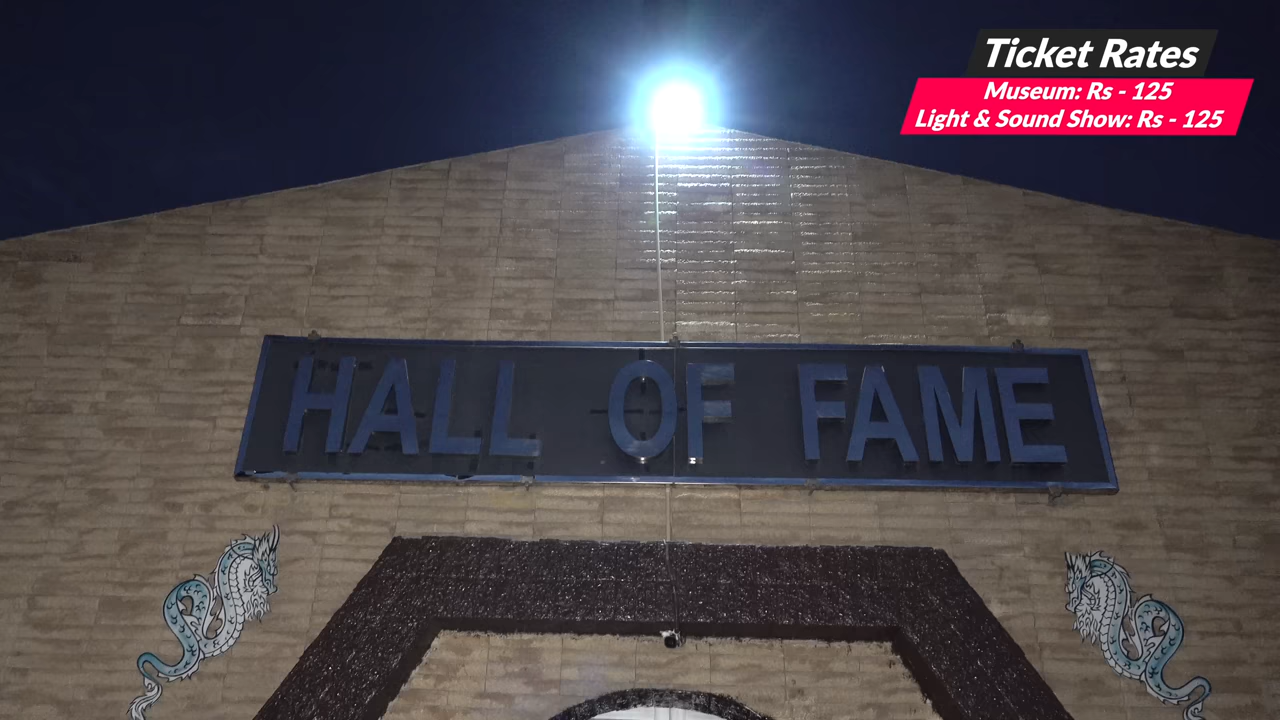 Ticket Rates
Museum: Rs - 125
Light & Sound Show: Rs - 125
HALL OF FAME